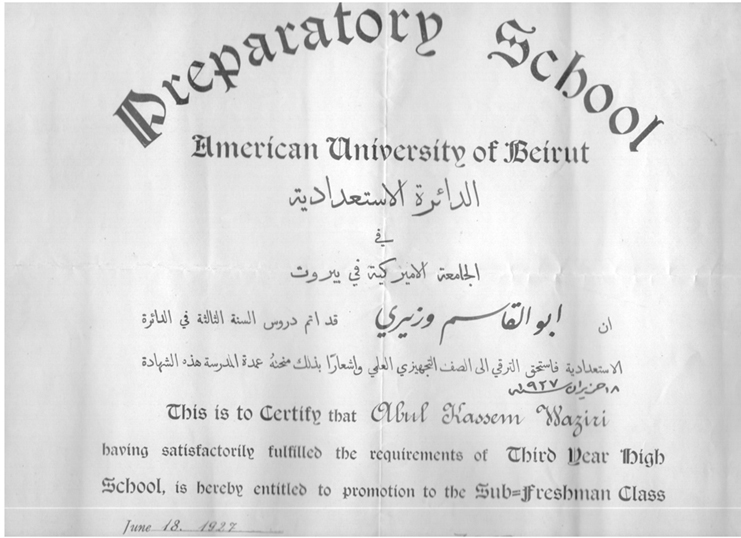 Preparatory School
American University of Beirut
الدائرة الاستعدادية
في
الجامعة الاميركية في بيروت
ان ابو القاسم وزيري قد اتم دروس السنة الثالثة في الدائرة
الاستعدادية فاستحق الترقي الى الصف التجهيزي العلمي واشعارًا بذلك منحتهُ عمدة المدرسة هذه الشهادة
١٨ حزيران سنة ١٩٢٧
This is to Certify that Abul Kassem Waziri
having satisfactorily fulfilled the requirements of Third Year High
School, is hereby entitled to promotion to the Sub=Freshman Class
June 18. 1927